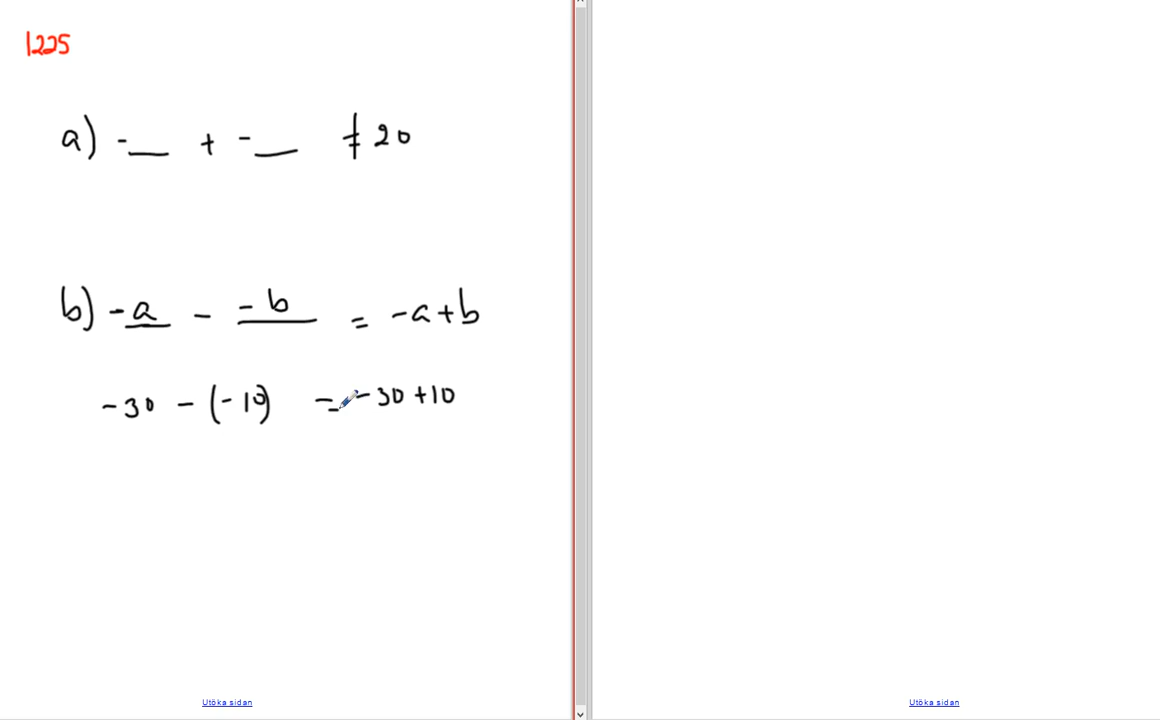 1225
a) -__ + -__ ≠ 20
b) -a - -b = -a+b
-30 - (-10) = -30 +10
Utöka sidan Utöka sidan